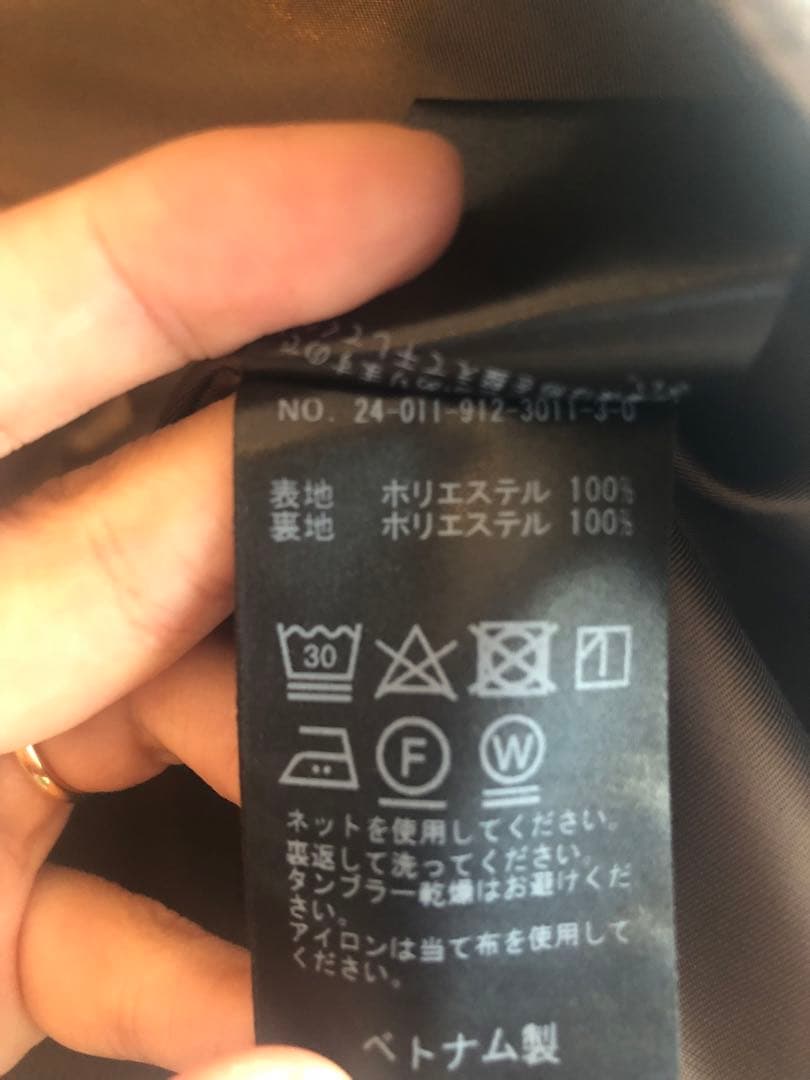 NO. 24-011-912-3011-3-0
表地 ポリエステル 100%
裏地 ポリエステル 100%
30
F W
ネットを使用してください。
裏返して洗ってください。
タンブラー乾燥はお避けくだ
さい。
アイロンは当て布を使用して
ください。
ベトナム製